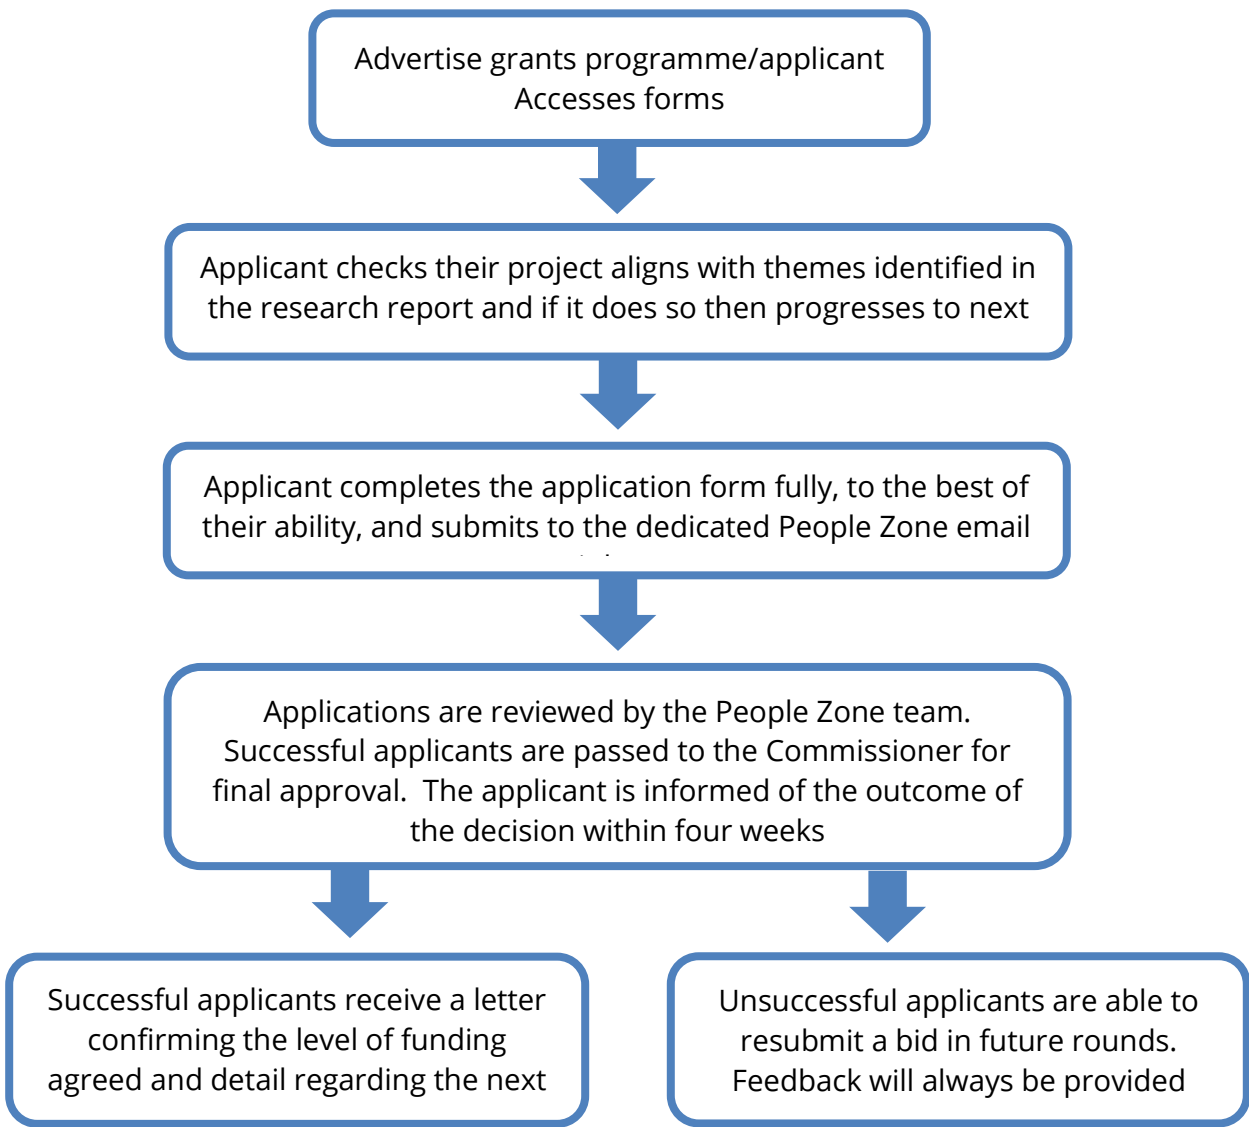 Advertise grants programme/applicant
Accesses forms
Applicant checks their project aligns with themes identified in
the research report and if it does so then progresses to next
Applicant completes the application form fully, to the best of
their ability, and submits to the dedicated People Zone email
Applications are reviewed by the People Zone team.
Successful applicants are passed to the Commissioner for
final approval.  The applicant is informed of the outcome of
the decision within four weeks
Successful applicants receive a letter
confirming the level of funding
agreed and detail regarding the next
Unsuccessful applicants are able to
resubmit a bid in future rounds.
Feedback will always be provided